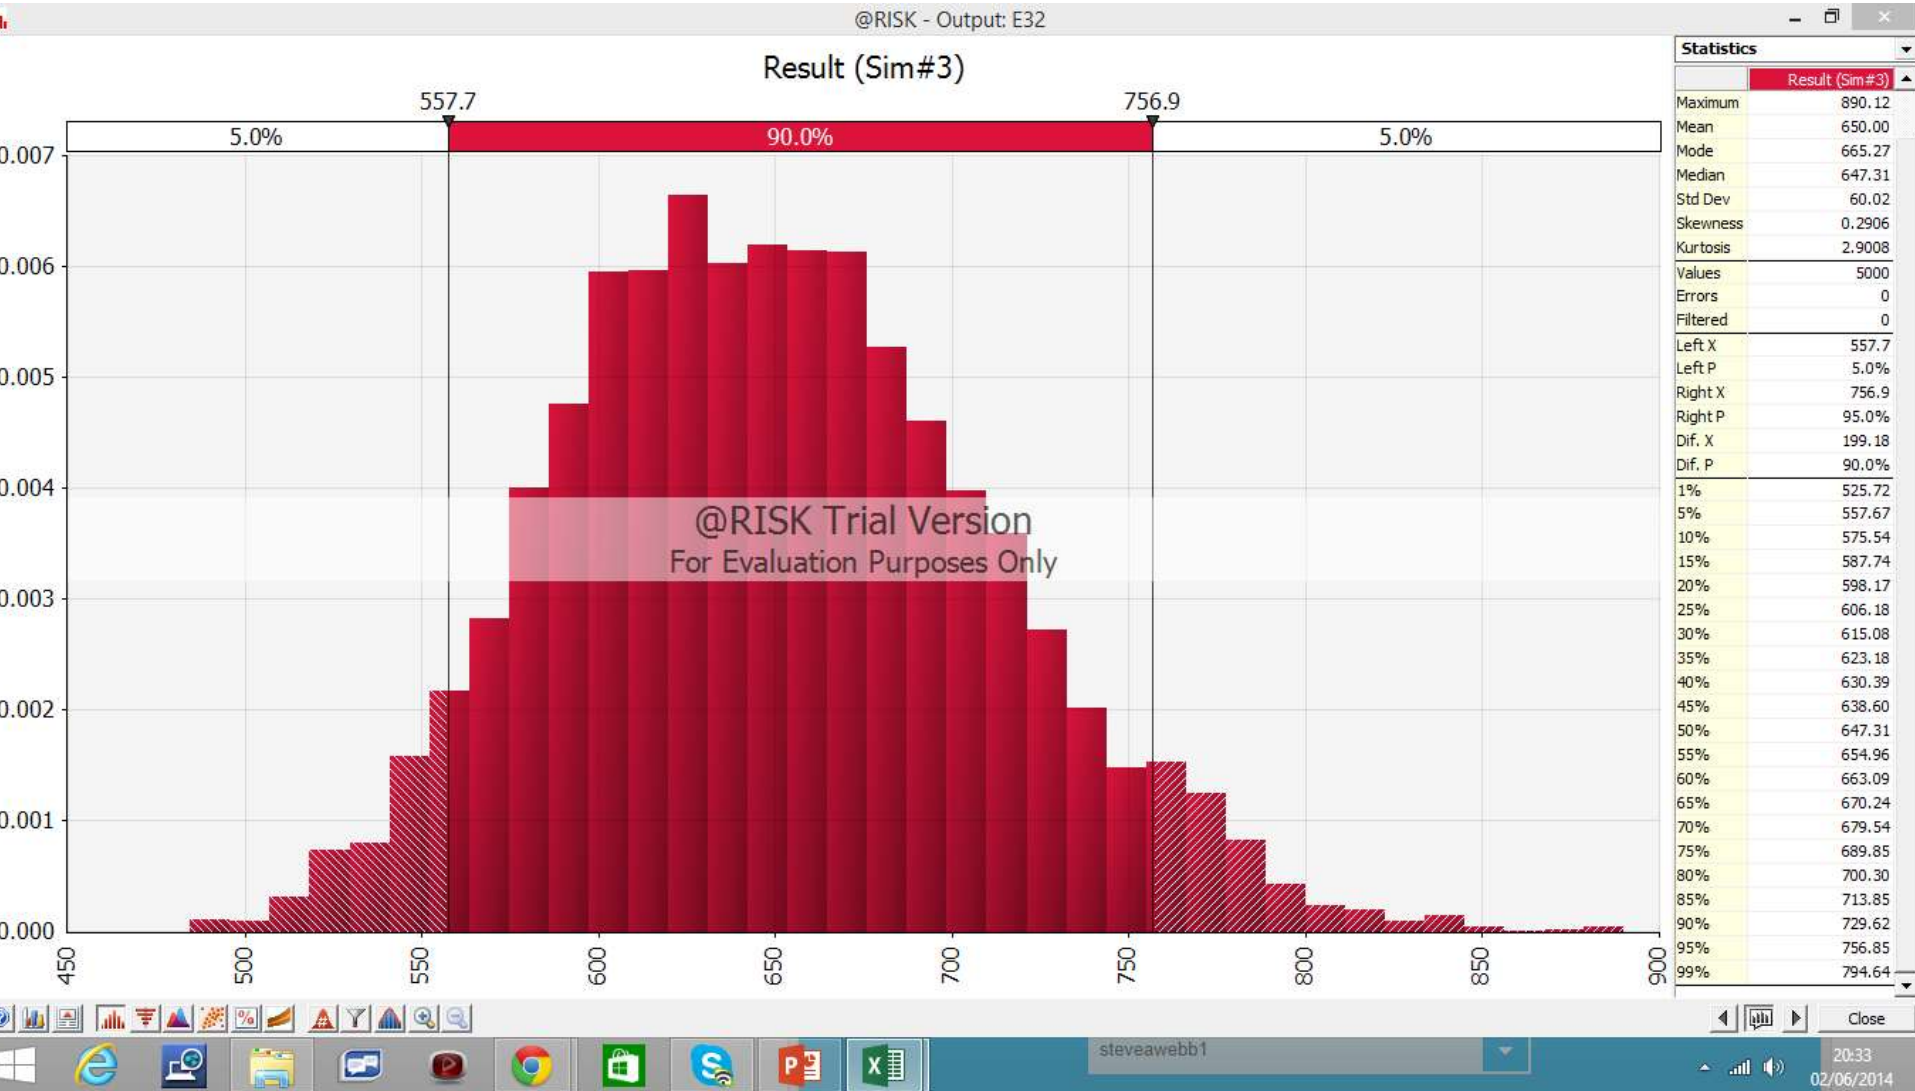 @RISK - Output: E32
Result (Sim#3)
557.7 756.9
5.0% 90.0% 5.0%
0.007
0.006
0.005
0.004
0.003
0.002
0.001
0.000
450 500 550 600 650 700 750 800 850 900
@RISK Trial Version
For Evaluation Purposes Only
Statistics
Result (Sim#3)
Maximum 890.12
Mean 650.00
Mode 665.27
Median 647.31
Std Dev 60.02
Skewness 0.2906
Kurtosis 2.9008
Values 5000
Errors 0
Filtered 0
Left X 557.7
Left P 5.0%
Right X 756.9
Right P 95.0%
Dif. X 199.18
Dif. P 90.0%
1% 525.72
5% 557.67
10% 575.54
15% 587.74
20% 598.17
25% 606.18
30% 615.08
35% 623.18
40% 630.39
45% 638.60
50% 647.31
55% 654.96
60% 663.09
65% 670.24
70% 679.54
75% 689.85
80% 700.30
85% 713.85
90% 729.62
95% 756.85
99% 794.64
Close
steveawebb1
20:33
02/06/2014